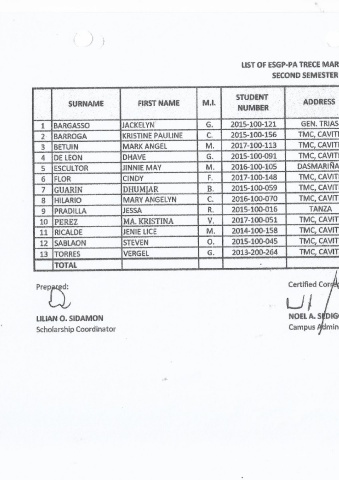 LIST OF ESGP-PA TRECE MAR
SECOND SEMESTER
SURNAME FIRST NAME M.I. STUDENT NUMBER ADDRESS
1 BARGASSO JACKELYN G. 2015-100-121 GEN. TRIAS
2 BARROGA KRISTINE PAULINE C. 2015-100-156 TMC, CAVIT
3 BETUIN MARK ANGEL M. 2017-100-113 TMC, CAVIT
4 DE LEON DHAVE G. 2015-100-091 TMC, CAVIT
5 ESCULTOR JINNIE MAY M. 2016-100-105 DASMARIÑA
6 FLOR CINDY F. 2017-100-148 TMC, CAVIT
7 GUARIN DHUMJAR B. 2015-100-059 TMC, CAVIT
8 HILARIO MARY ANGELYN C. 2016-100-070 TMC, CAVIT
9 PRADILLA JESSA R. 2015-100-016 TANZA
10 PEREZ MA. KRISTINA V. 2017-100-051 TMC, CAVIT
11 RICALDE JENIE LICE M. 2014-100-158 TMC, CAVIT
12 SABLAON STEVEN O. 2015-100-045 TMC, CAVIT
13 TORRES VERGEL G. 2013-200-264 TMC, CAVIT
TOTAL
Prepared: Certified Corre
LILIAN O. SIDAMON NOEL A. SEDIGO
Scholarship Coordinator Campus Admin